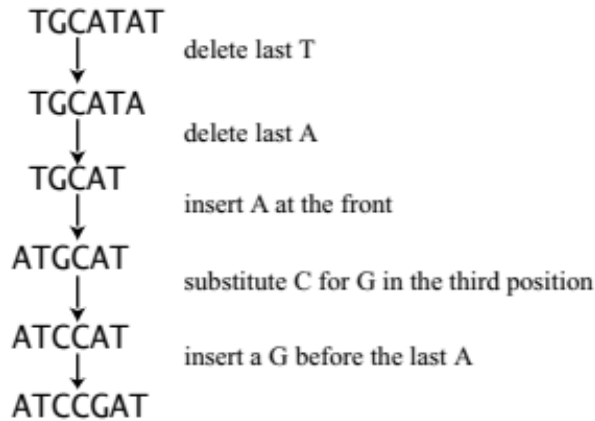 TGCATAT
delete last T
TGCATA
delete last A
TGCAT
insert A at the front
ATGCAT
substitute C for G in the third position
ATCCAT
insert a G before the last A
ATCCGAT